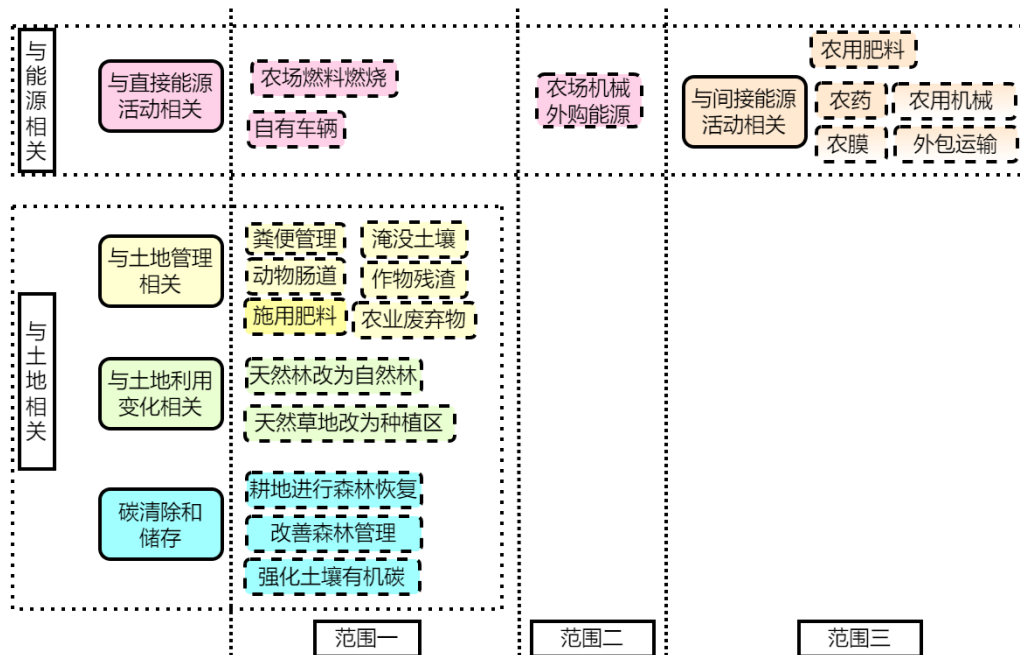 与能源相关
与直接能源
活动相关
农场燃料燃烧
自有车辆
农场机械
外购能源
与间接能源
活动相关
农用肥料
农药
农用机械
农膜
外包运输
与土地相关
与土地管理
相关
粪便管理
淹没土壤
动物肠道
作物残渣
施用肥料
农业废弃物
与土地利用
变化相关
天然林改为自然林
天然草地改为种植区
碳清除和
储存
耕地进行森林恢复
改善森林管理
强化土壤有机碳
范围一
范围二
范围三